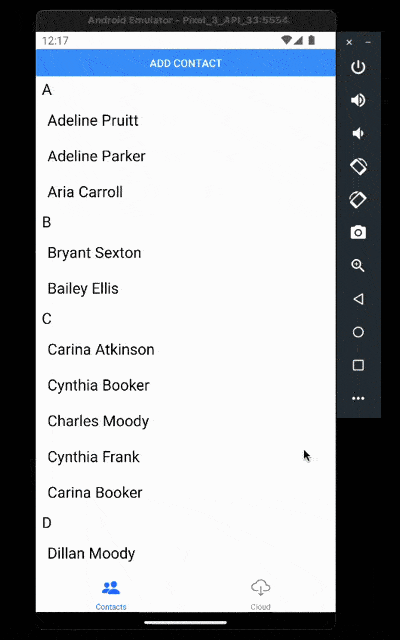 Android Emulator - Pixel_3_API_33:5554
12:17
ADD CONTACT
A
Adeline Pruitt
Adeline Parker
Aria Carroll
B
Bryant Sexton
Bailey Ellis
C
Carina Atkinson
Cynthia Booker
Charles Moody
Cynthia Frank
Carina Booker
D
Dillan Moody
Contacts
Cloud